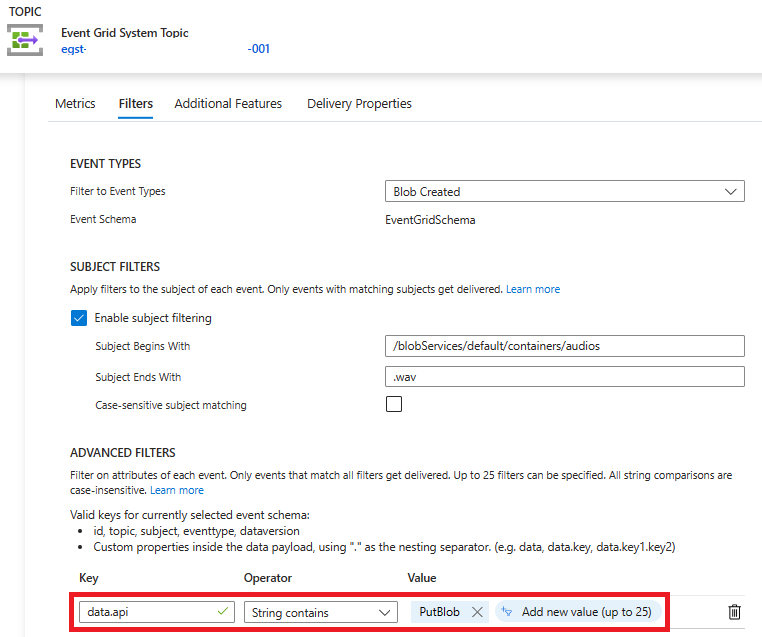 TOPIC
Event Grid System Topic
egst- -001
Metrics Filters Additional Features Delivery Properties
EVENT TYPES
Filter to Event Types Blob Created
Event Schema EventGridSchema
SUBJECT FILTERS
Apply filters to the subject of each event. Only events with matching subjects get delivered. Learn more
Enable subject filtering
Subject Begins With /blobServices/default/containers/audios
Subject Ends With .wav
Case-sensitive subject matching
ADVANCED FILTERS
Filter on attributes of each event. Only events that match all filters get delivered. Up to 25 filters can be specified. All string comparisons are
case-insensitive. Learn more
Valid keys for currently selected event schema:
• id, topic, subject, eventtype, dataversion
• Custom properties inside the data payload, using "." as the nesting separator. (e.g. data, data.key, data.key1.key2)
Key Operator Value
data.api String contains PutBlob Add new value (up to 25)